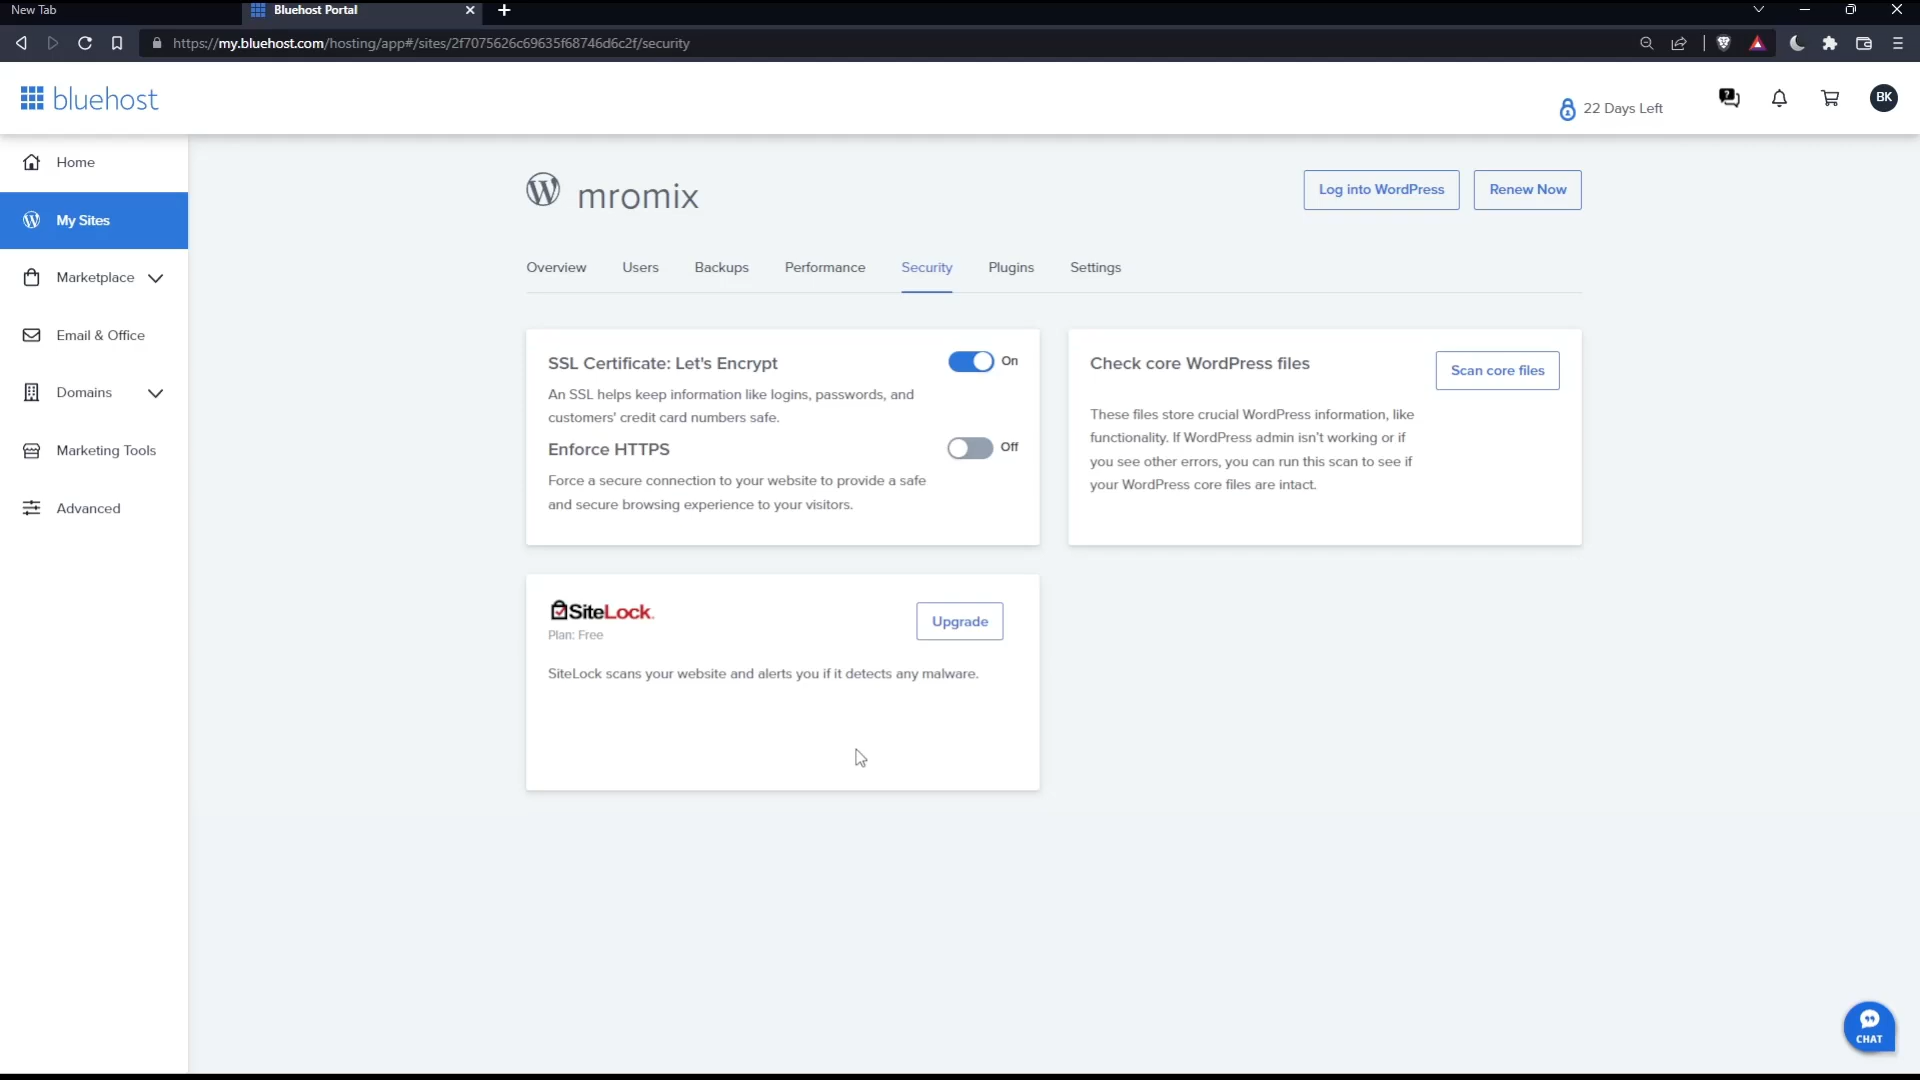 New Tab
Bluehost Portal
https://my.bluehost.com/hosting/app#/sites/2f7075626c69635f68746d6c2f/security
bluehost
22 Days Left
BK
Home
My Sites
Marketplace
Email & Office
Domains
Marketing Tools
Advanced
mromix
Log into WordPress
Renew Now
Overview
Users
Backups
Performance
Security
Plugins
Settings
SSL Certificate: Let's Encrypt
On
An SSL helps keep information like logins, passwords, and
customers' credit card numbers safe.
Enforce HTTPS
Off
Force a secure connection to your website to provide a safe
and secure browsing experience to your visitors.
Check core WordPress files
Scan core files
These files store crucial WordPress information, like
functionality. If WordPress admin isn't working or if
you see other errors, you can run this scan to see if
your WordPress core files are intact.
SiteLock.
Plan: Free
Upgrade
SiteLock scans your website and alerts you if it detects any malware.
CHAT